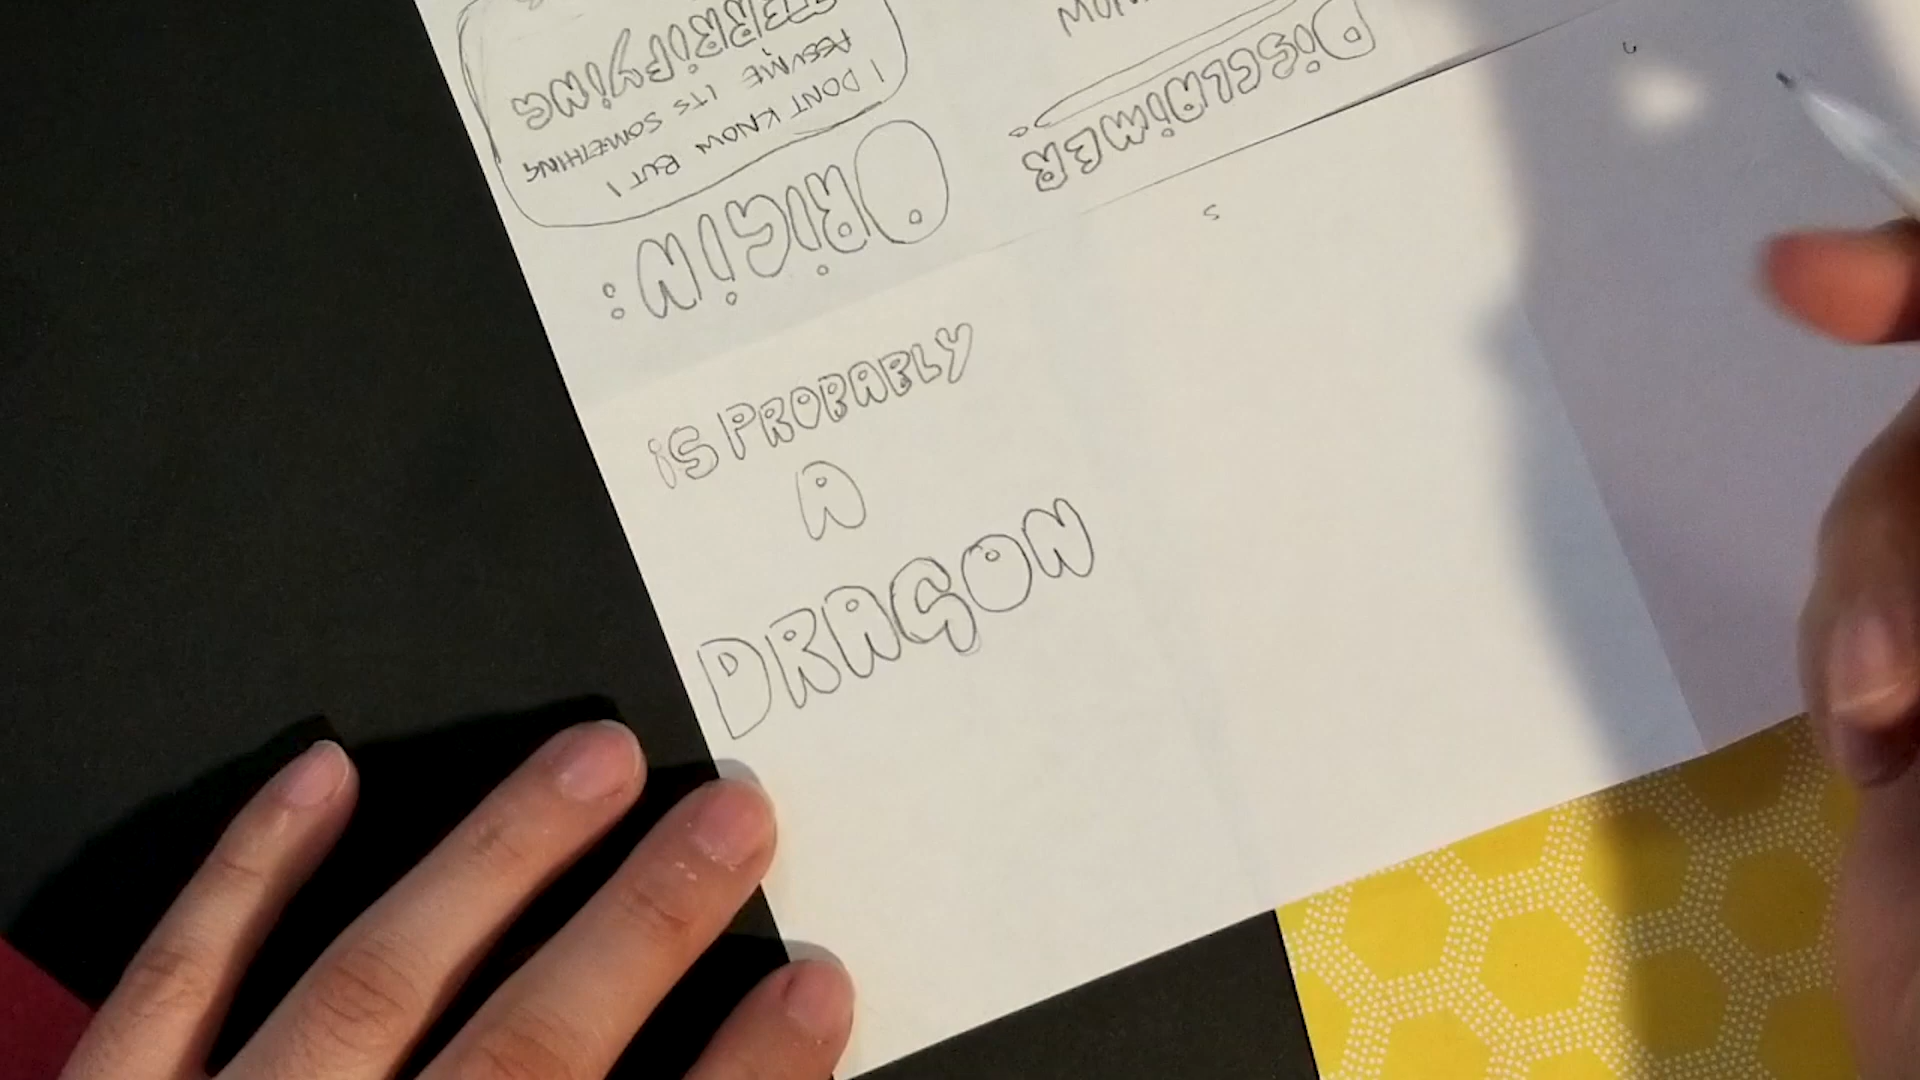 ORIGIN:
I DONT KNOW BUT I
ASSUME ITS SOMETHING
TERRIFYING
DISCLAIMER:
iS PROBABLY
A
DRAGON